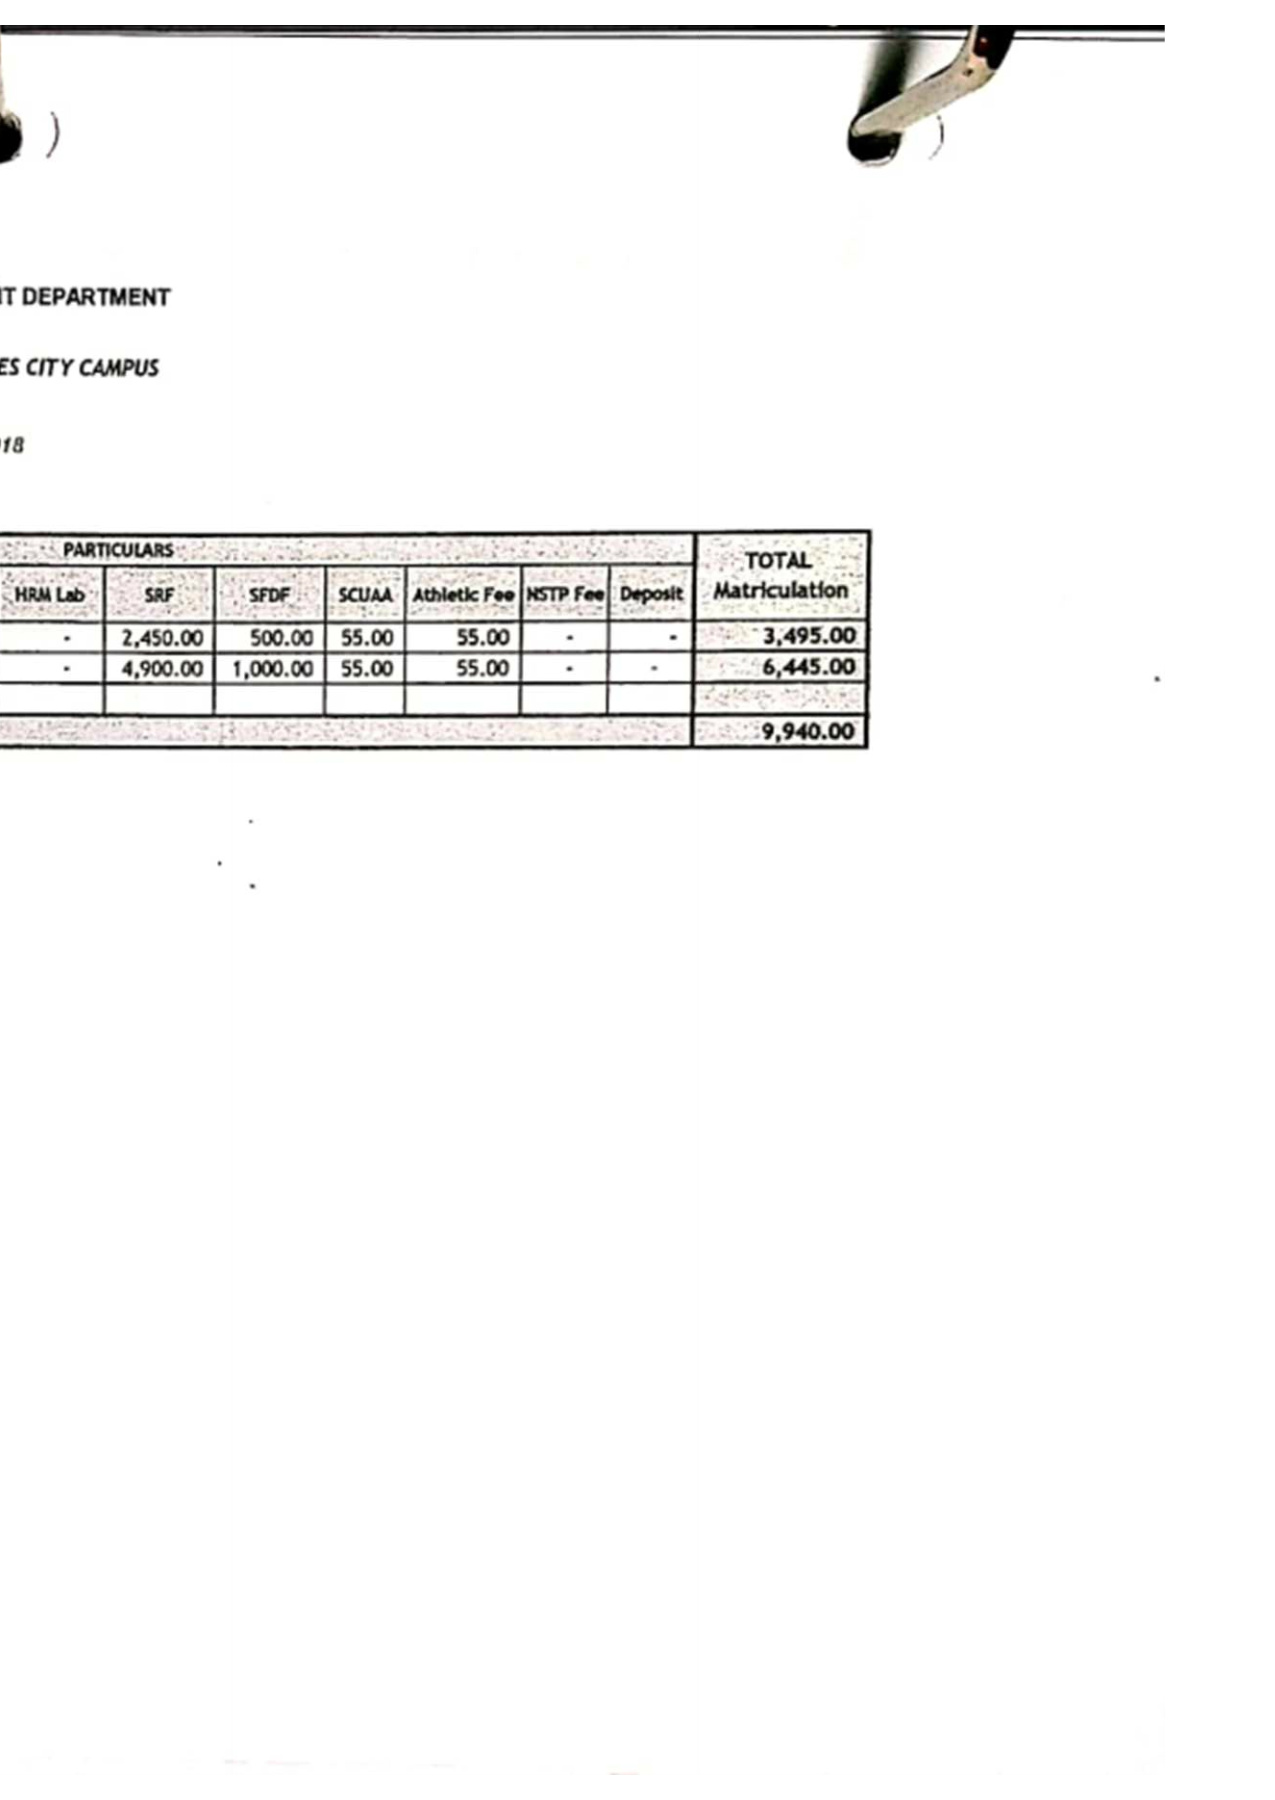 IT DEPARTMENT
ES CITY CAMPUS
018
PARTICULARS TOTAL Matriculation
HRM Lab SRF SFDF SCUAA Athletic Fee NSTP Fee Deposit
- 2,450.00 500.00 55.00 55.00 - - 3,495.00
- 4,900.00 1,000.00 55.00 55.00 - - 6,445.00
9,940.00